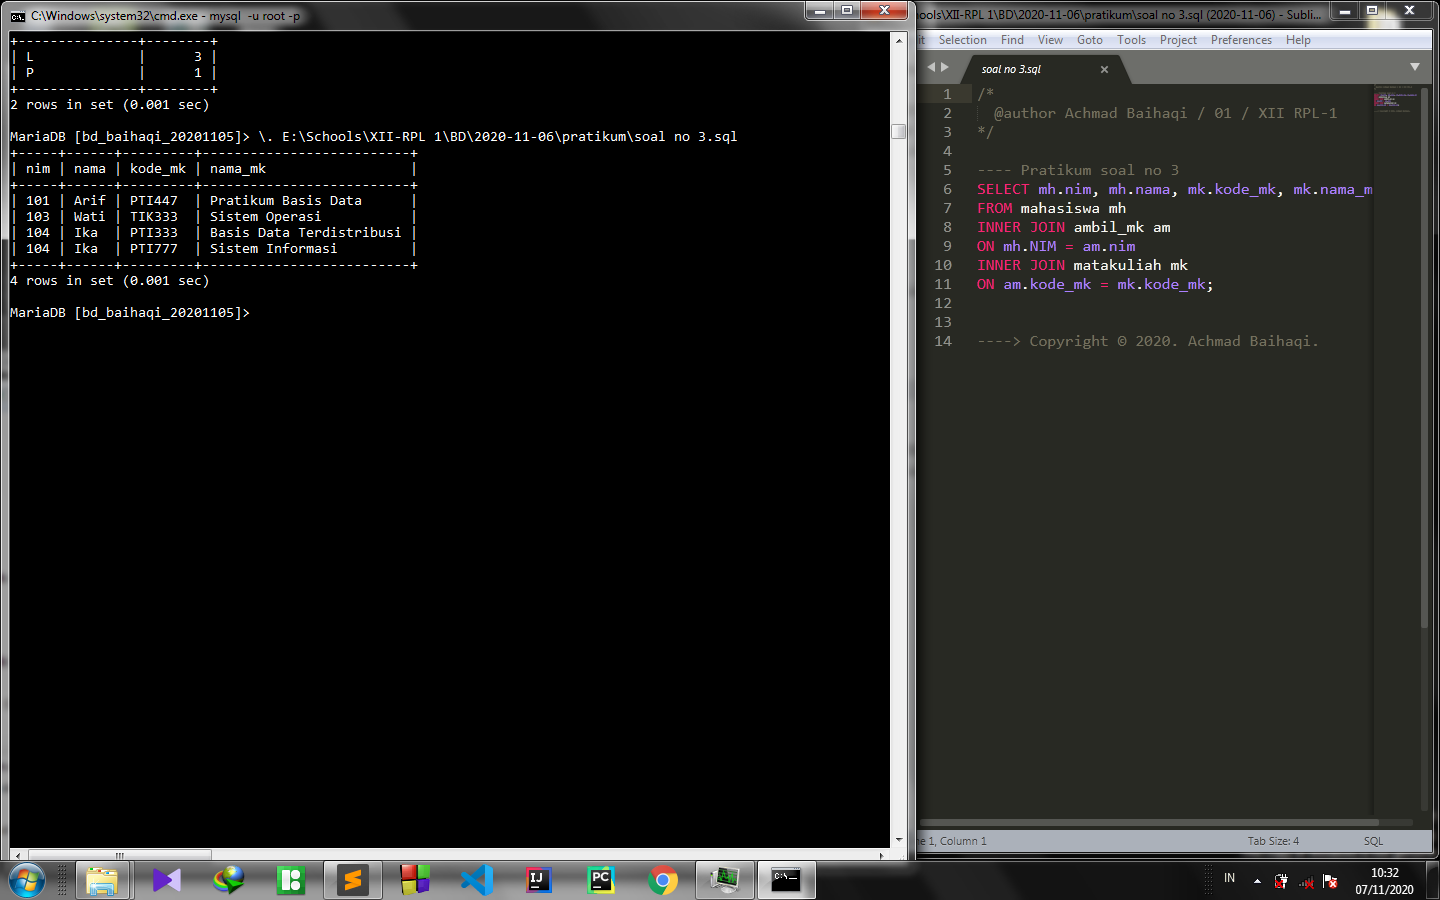 C:\Windows\system32\cmd.exe - mysql  -u root -p
+---------------+--------+
| L             |      3 |
| P             |      1 |
+---------------+--------+
2 rows in set (0.001 sec)
MariaDB [bd_baihaqi_20201105]> \. E:\Schools\XII-RPL 1\BD\2020-11-06\pratikum\soal no 3.sql
+-----+------+---------+--------------------------+
| nim | nama | kode_mk | nama_mk                  |
+-----+------+---------+--------------------------+
| 101 | Arif | PTI447  | Pratikum Basis Data      |
| 103 | Wati | TIK333  | Sistem Operasi           |
| 104 | Ika  | PTI333  | Basis Data Terdistribusi |
| 104 | Ika  | PTI777  | Sistem Informasi         |
+-----+------+---------+--------------------------+
4 rows in set (0.001 sec)
MariaDB [bd_baihaqi_20201105]>
ools\XII-RPL 1\BD\2020-11-06\pratikum\soal no 3.sql (2020-11-06) - Subli...
it Selection Find View Goto Tools Project Preferences Help
soal no 3.sql
1 /*
2   @author Achmad Baihaqi / 01 / XII RPL-1
3 */
4
5 ---- Pratikum soal no 3
6 SELECT mh.nim, mh.nama, mk.kode_mk, mk.nama_m
7 FROM mahasiswa mh
8 INNER JOIN ambil_mk am
9 ON mh.NIM = am.nim
10 INNER JOIN matakuliah mk
11 ON am.kode_mk = mk.kode_mk;
12
13
14 ----> Copyright © 2020. Achmad Baihaqi.
e 1, Column 1 Tab Size: 4 SQL
IJ PC C:\_ IN 10:32
07/11/2020